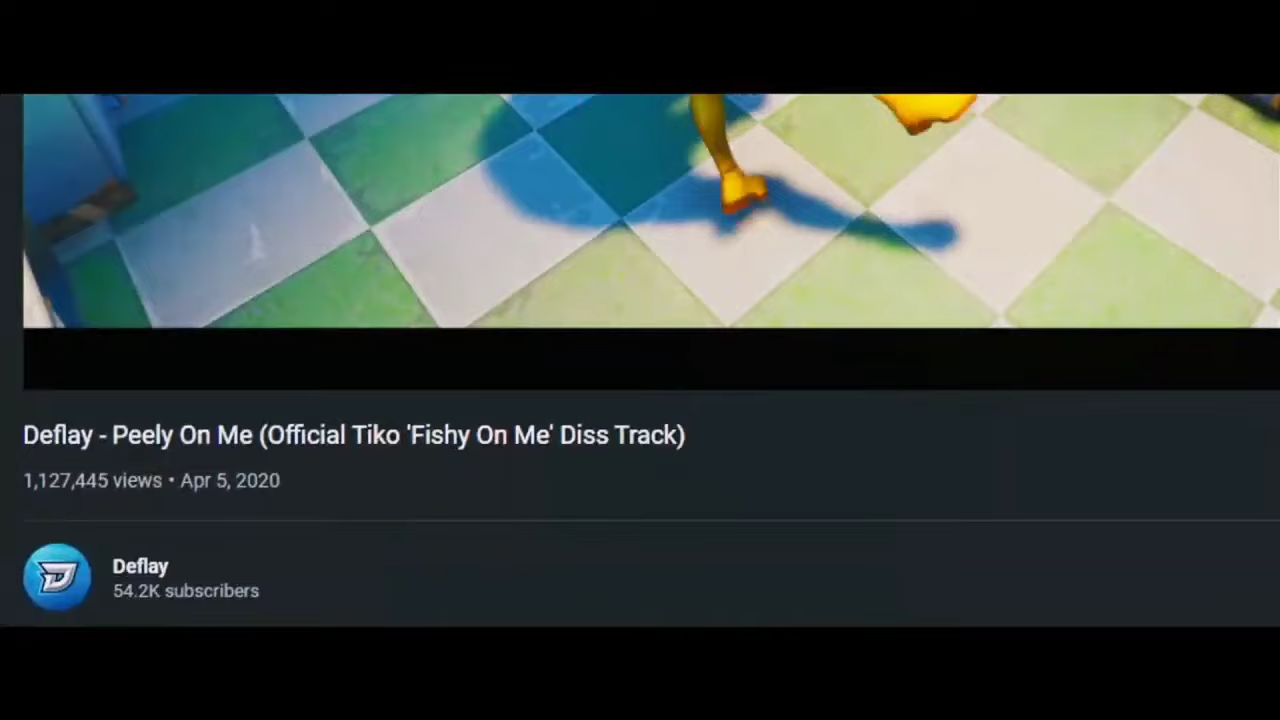 Deflay - Peely On Me (Official Tiko 'Fishy On Me' Diss Track)
1,127,445 views • Apr 5, 2020
Deflay
54.2K subscribers